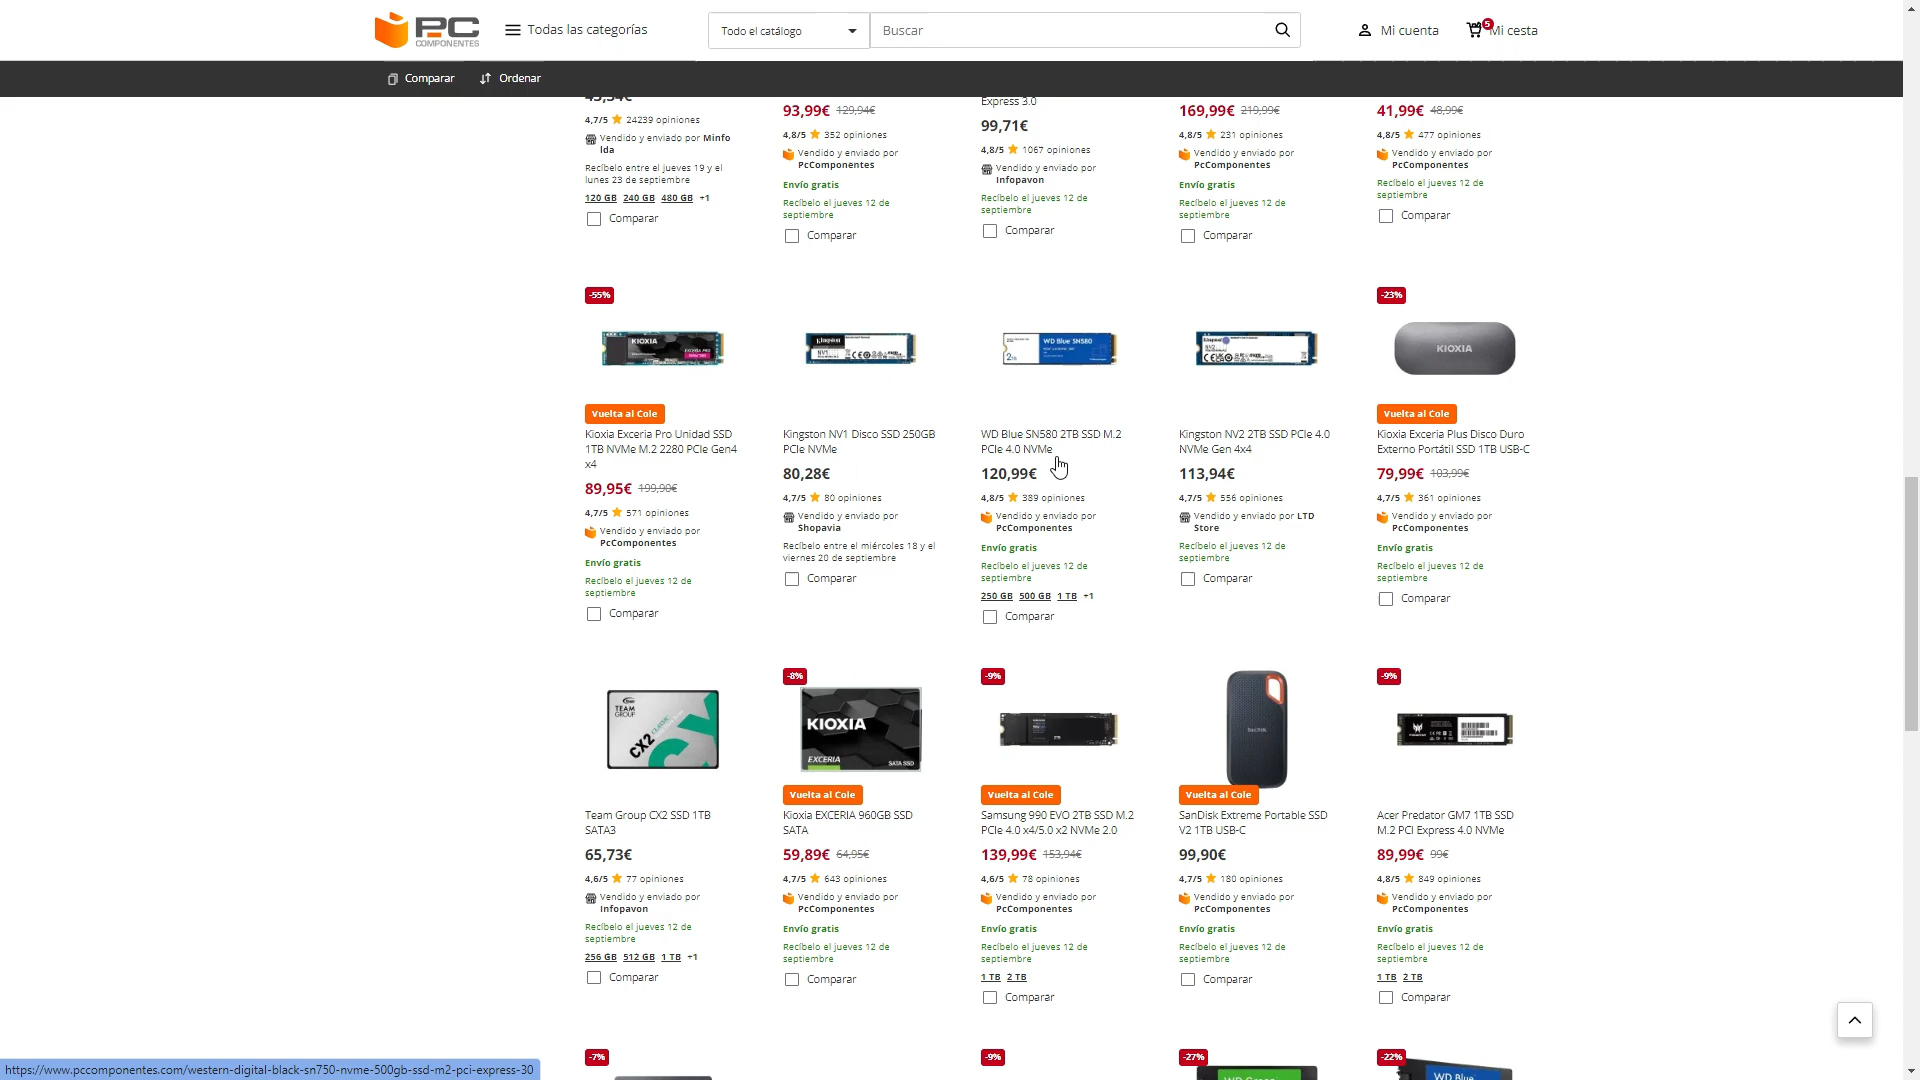 PC
COMPONENTES
Todas las categorías
Todo el catálogo
Buscar
Mi cuenta
5
Mi cesta
Comparar
Ordenar
4,7/5 24239 opiniones
Vendido y enviado por Minfo
lda
Recíbelo entre el jueves 19 y el
lunes 23 de septiembre
120 GB 240 GB 480 GB +1
Comparar
93,99€ 129,94€
4,8/5 352 opiniones
Vendido y enviado por
PcComponentes
Envío gratis
Recíbelo el jueves 12 de
septiembre
Comparar
Express 3.0
99,71€
4,8/5 1067 opiniones
Vendido y enviado por
Infopavon
Recíbelo el jueves 12 de
septiembre
Comparar
169,99€ 219,99€
4,8/5 231 opiniones
Vendido y enviado por
PcComponentes
Envío gratis
Recíbelo el jueves 12 de
septiembre
Comparar
41,99€ 48,99€
4,8/5 477 opiniones
Vendido y enviado por
PcComponentes
Recíbelo el jueves 12 de
septiembre
Comparar
-55%
KIOXIA
Vuelta al Cole
Kioxia Exceria Pro Unidad SSD
1TB NVMe M.2 2280 PCIe Gen4
x4
89,95€ 199,90€
4,7/5 571 opiniones
Vendido y enviado por
PcComponentes
Envío gratis
Recíbelo el jueves 12 de
septiembre
Comparar
Kingston
NV1
Kingston NV1 Disco SSD 250GB
PCIe NVMe
80,28€
4,7/5 80 opiniones
Vendido y enviado por
Shopavia
Recíbelo entre el miércoles 18 y el
viernes 20 de septiembre
Comparar
WD Blue SN580
WD Blue SN580 2TB SSD M.2
PCIe 4.0 NVMe
120,99€
4,8/5 389 opiniones
Vendido y enviado por
PcComponentes
Envío gratis
Recíbelo el jueves 12 de
septiembre
250 GB 500 GB 1 TB +1
Comparar
NV2
Kingston NV2 2TB SSD PCIe 4.0
NVMe Gen 4x4
113,94€
4,7/5 556 opiniones
Vendido y enviado por LTD
Store
Recíbelo el jueves 12 de
septiembre
Comparar
-23%
KIOXIA
Vuelta al Cole
Kioxia Exceria Plus Disco Duro
Externo Portátil SSD 1TB USB-C
79,99€ 103,99€
4,7/5 361 opiniones
Vendido y enviado por
PcComponentes
Envío gratis
Recíbelo el jueves 12 de
septiembre
Comparar
TEAM
GROUP
CX2
CLASSIC
Team Group CX2 SSD 1TB
SATA3
65,73€
4,6/5 77 opiniones
Vendido y enviado por
Infopavon
Recíbelo el jueves 12 de
septiembre
256 GB 512 GB 1 TB +1
Comparar
-8%
KIOXIA
EXCERIA SATA SSD
Vuelta al Cole
Kioxia EXCERIA 960GB SSD
SATA
59,89€ 64,95€
4,7/5 643 opiniones
Vendido y enviado por
PcComponentes
Envío gratis
Recíbelo el jueves 12 de
septiembre
Comparar
-9%
Vuelta al Cole
Samsung 990 EVO 2TB SSD M.2
PCIe 4.0 x4/5.0 x2 NVMe 2.0
139,99€ 153,94€
4,6/5 78 opiniones
Vendido y enviado por
PcComponentes
Envío gratis
Recíbelo el jueves 12 de
septiembre
1 TB 2 TB
Comparar
SanDisk
Vuelta al Cole
SanDisk Extreme Portable SSD
V2 1TB USB-C
99,90€
4,7/5 180 opiniones
Vendido y enviado por
PcComponentes
Envío gratis
Recíbelo el jueves 12 de
septiembre
Comparar
-9%
Acer Predator GM7 1TB SSD
M.2 PCI Express 4.0 NVMe
89,99€ 99€
4,8/5 849 opiniones
Vendido y enviado por
PcComponentes
Envío gratis
Recíbelo el jueves 12 de
septiembre
1 TB 2 TB
Comparar
-7%
-9%
-27%
WD Green
-22%
WD Blue
https://www.pccomponentes.com/western-digital-black-sn750-nvme-500gb-ssd-m2-pci-express-30